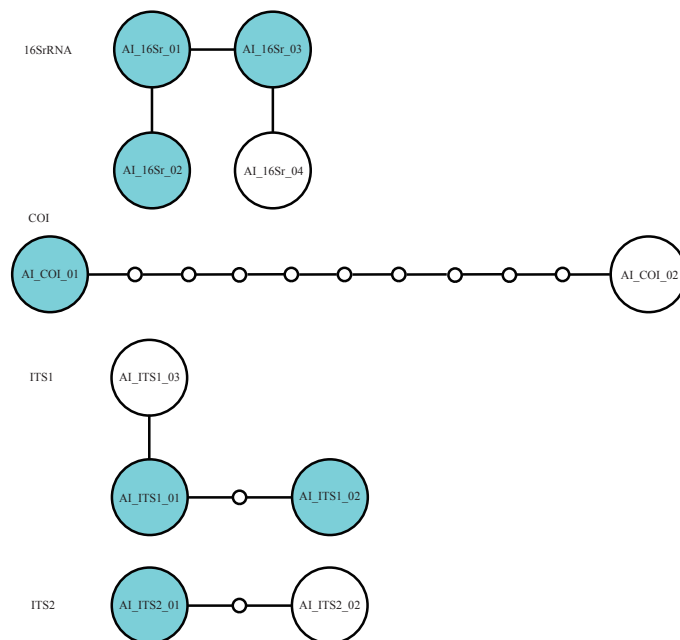 16SrRNA
AI_16Sr_01
AI_16Sr_03
AI_16Sr_02
AI_16Sr_04
COI
AI_COI_01
AI_COI_02
ITS1
AI_ITS1_03
AI_ITS1_01
AI_ITS1_02
ITS2
AI_ITS2_01
AI_ITS2_02